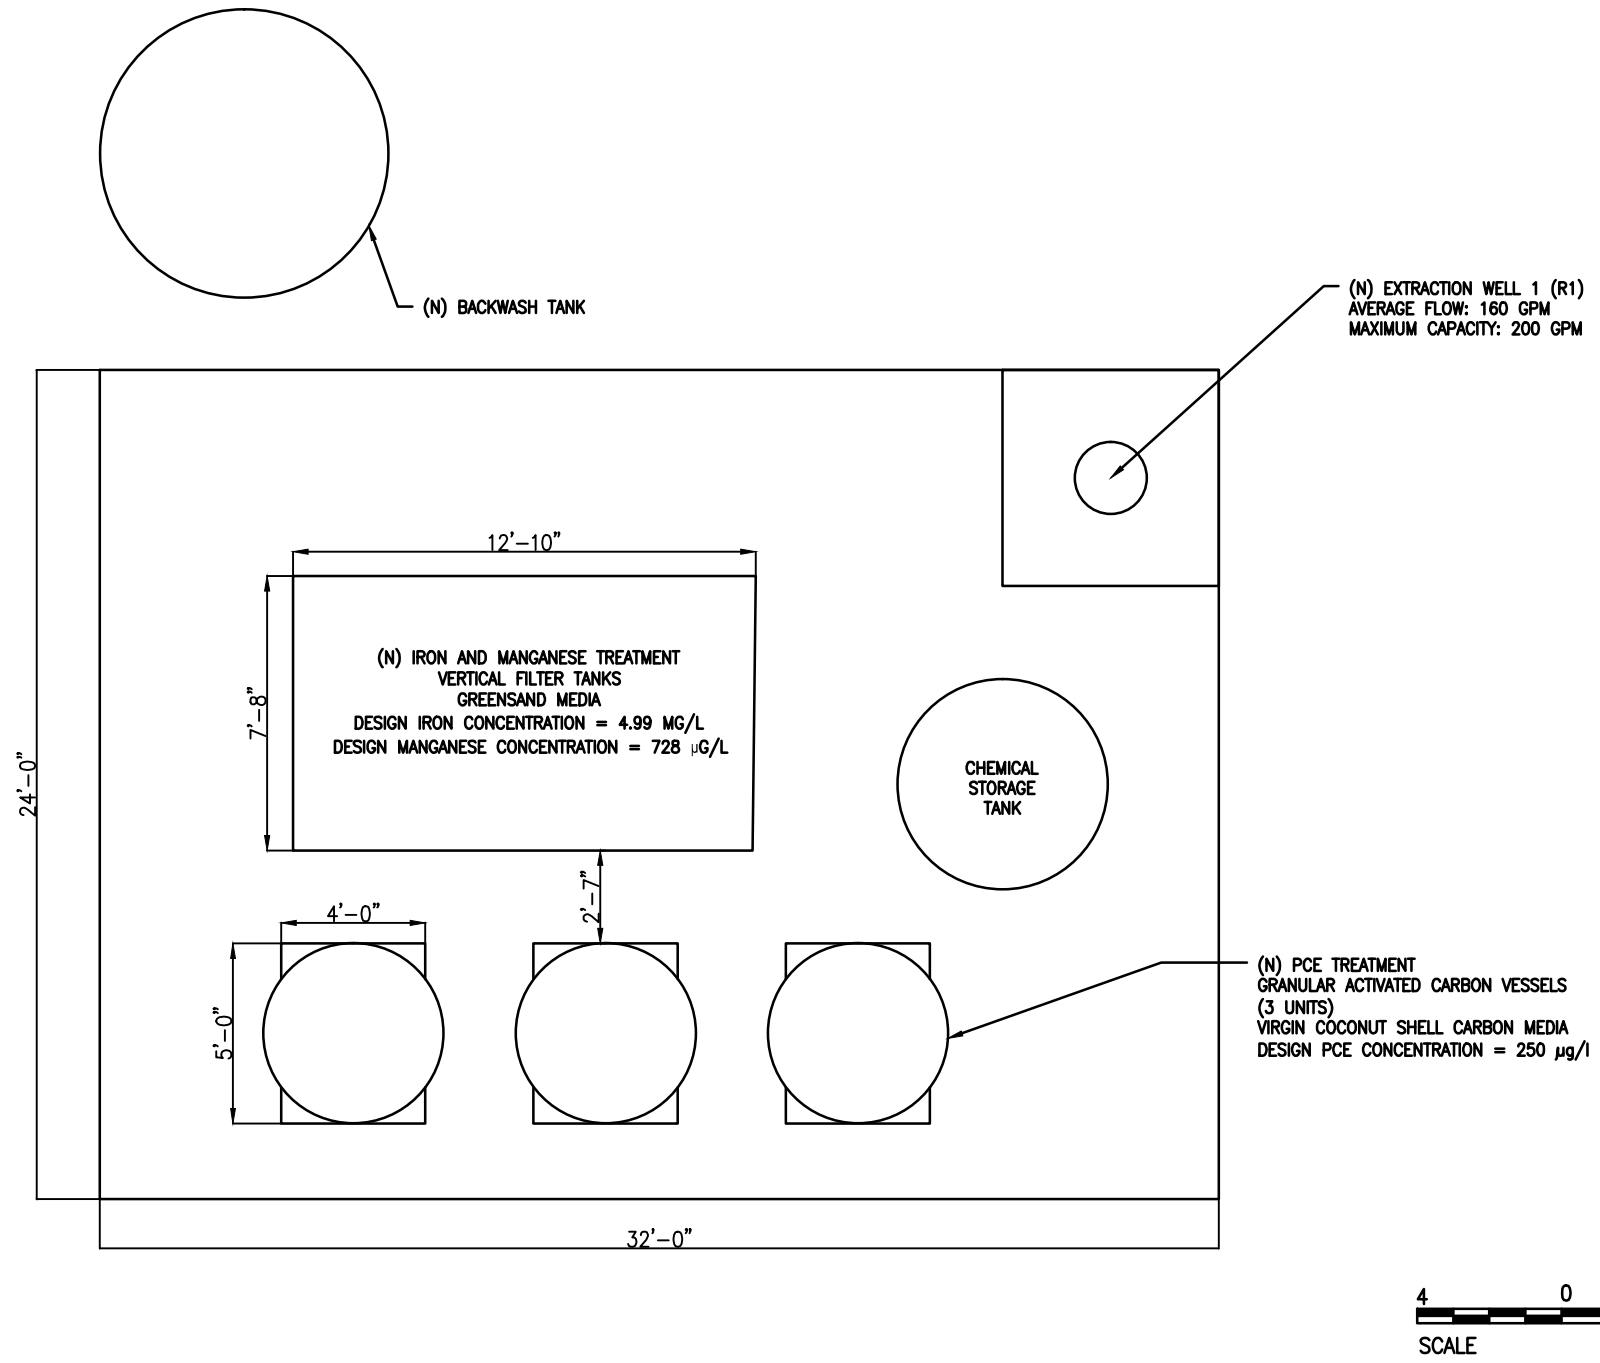 (N) BACKWASH TANK
(N) EXTRACTION WELL 1 (R1)
AVERAGE FLOW: 160 GPM
MAXIMUM CAPACITY: 200 GPM
12'-10"
(N) IRON AND MANGANESE TREATMENT
VERTICAL FILTER TANKS
GREENSAND MEDIA
DESIGN IRON CONCENTRATION = 4.99 MG/L
DESIGN MANGANESE CONCENTRATION = 728 µG/L
7'-8"
24'-0"
CHEMICAL
STORAGE
TANK
2'-7"
4'-0"
5'-0"
(N) PCE TREATMENT
GRANULAR ACTIVATED CARBON VESSELS
(3 UNITS)
VIRGIN COCONUT SHELL CARBON MEDIA
DESIGN PCE CONCENTRATION = 250 µg/l
32'-0"
4 0
SCALE